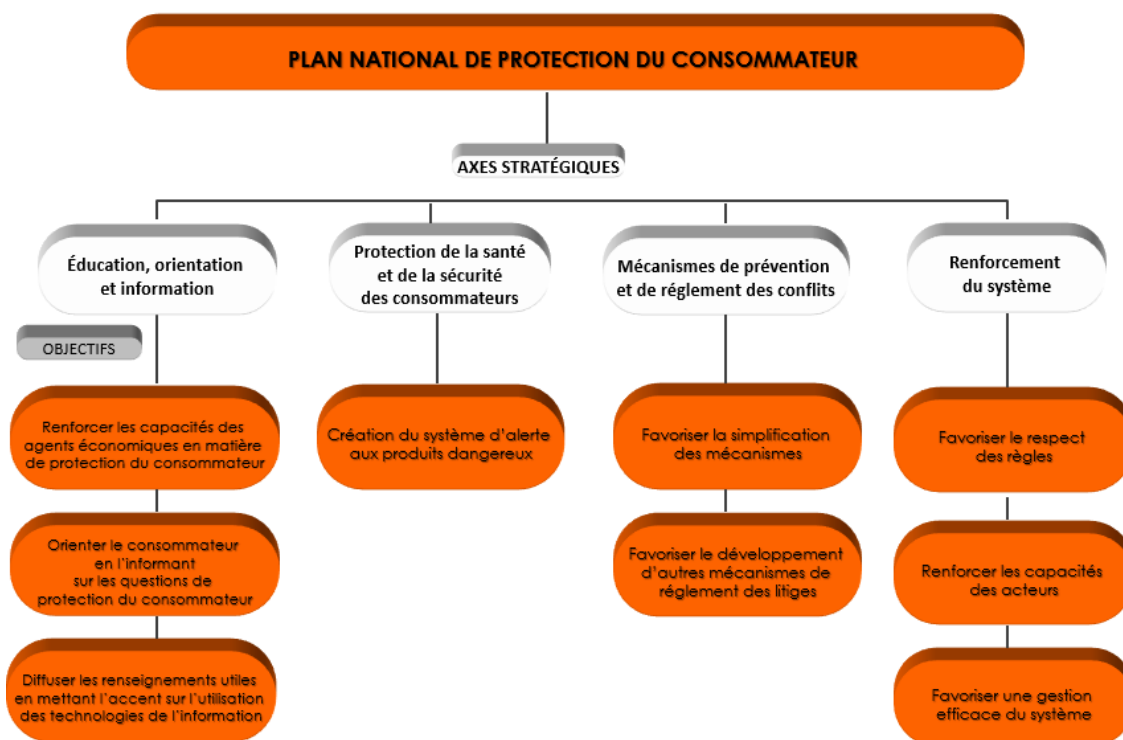 PLAN NATIONAL DE PROTECTION DU CONSOMMATEUR
AXES STRATÉGIQUES
Éducation, orientation
et information
Protection de la santé
et de la sécurité
des consommateurs
Mécanismes de prévention
et de réglement des conflits
Renforcement
du système
OBJECTIFS
Renforcer les capacités des
agents économiques en matière
de protection du consommateur
Création du système d'alerte
aux produits dangereux
Favoriser la simplification
des mécanismes
Favoriser le respect
des règles
Orienter le consommateur
en l'informant
sur les questions de
protection du consommateur
Favoriser le développement
d'autres mécanismes de
réglement des litiges
Renforcer les capacités
des acteurs
Diffuser les renseignements utiles
en mettant l'accent sur l'utilisation
des technologies de l'information
Favoriser une gestion
efficace du système